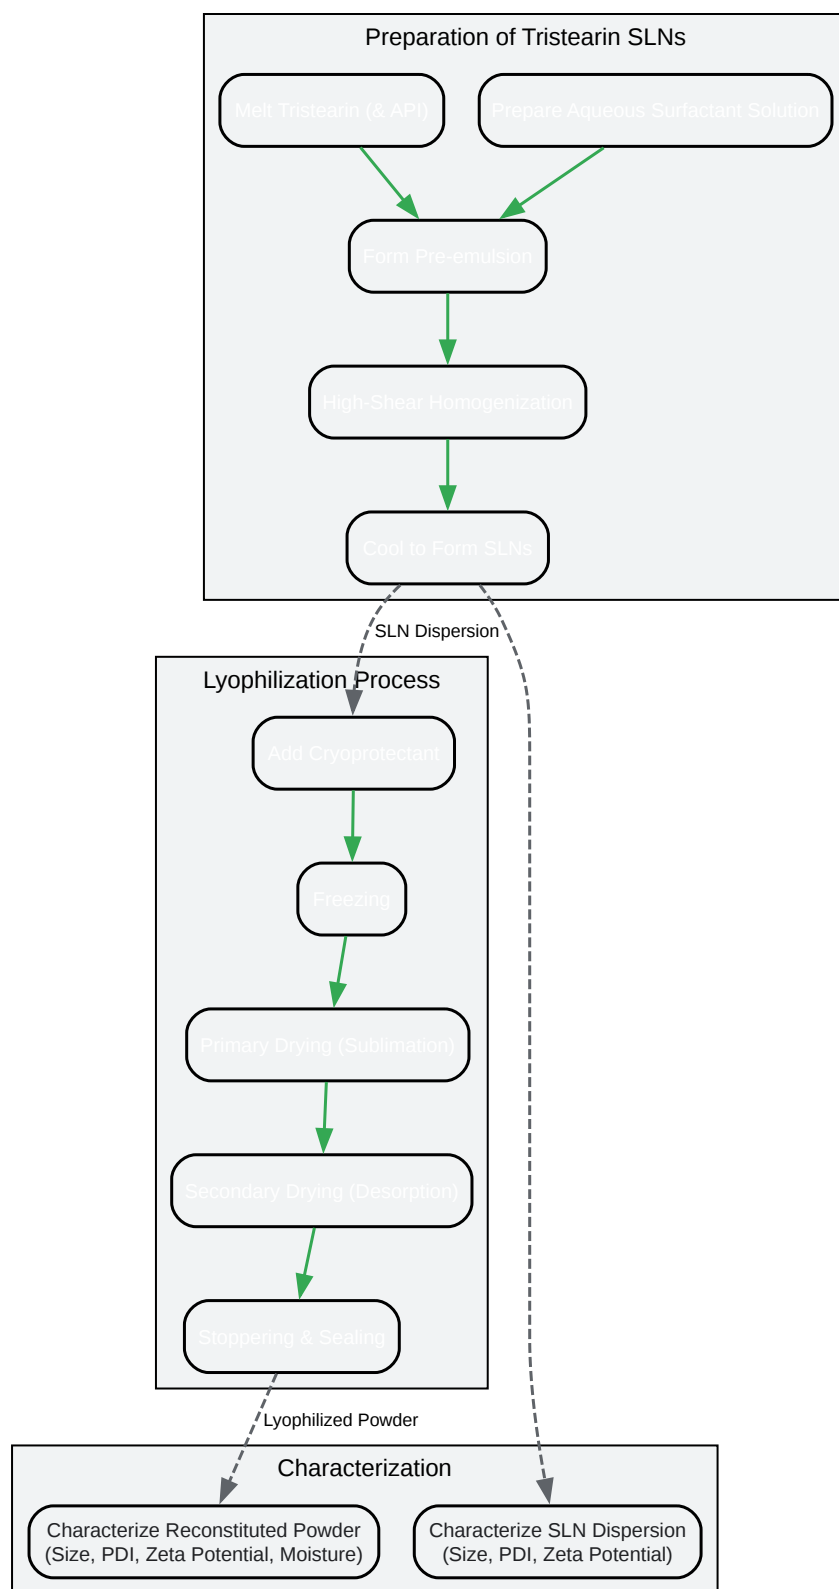 Preparation of Tristearin SLNs
Melt Tristearin (& API)
Prepare Aqueous Surfactant Solution
Form Pre-emulsion
High-Shear Homogenization
Cool to Form SLNs
SLN Dispersion
Lyophilization Process
Add Cryoprotectant
Freezing
Primary Drying (Sublimation)
Secondary Drying (Desorption)
Stoppering & Sealing
Lyophilized Powder
Characterization
Characterize Reconstituted Powder
(Size, PDI, Zeta Potential, Moisture)
Characterize SLN Dispersion
(Size, PDI, Zeta Potential)